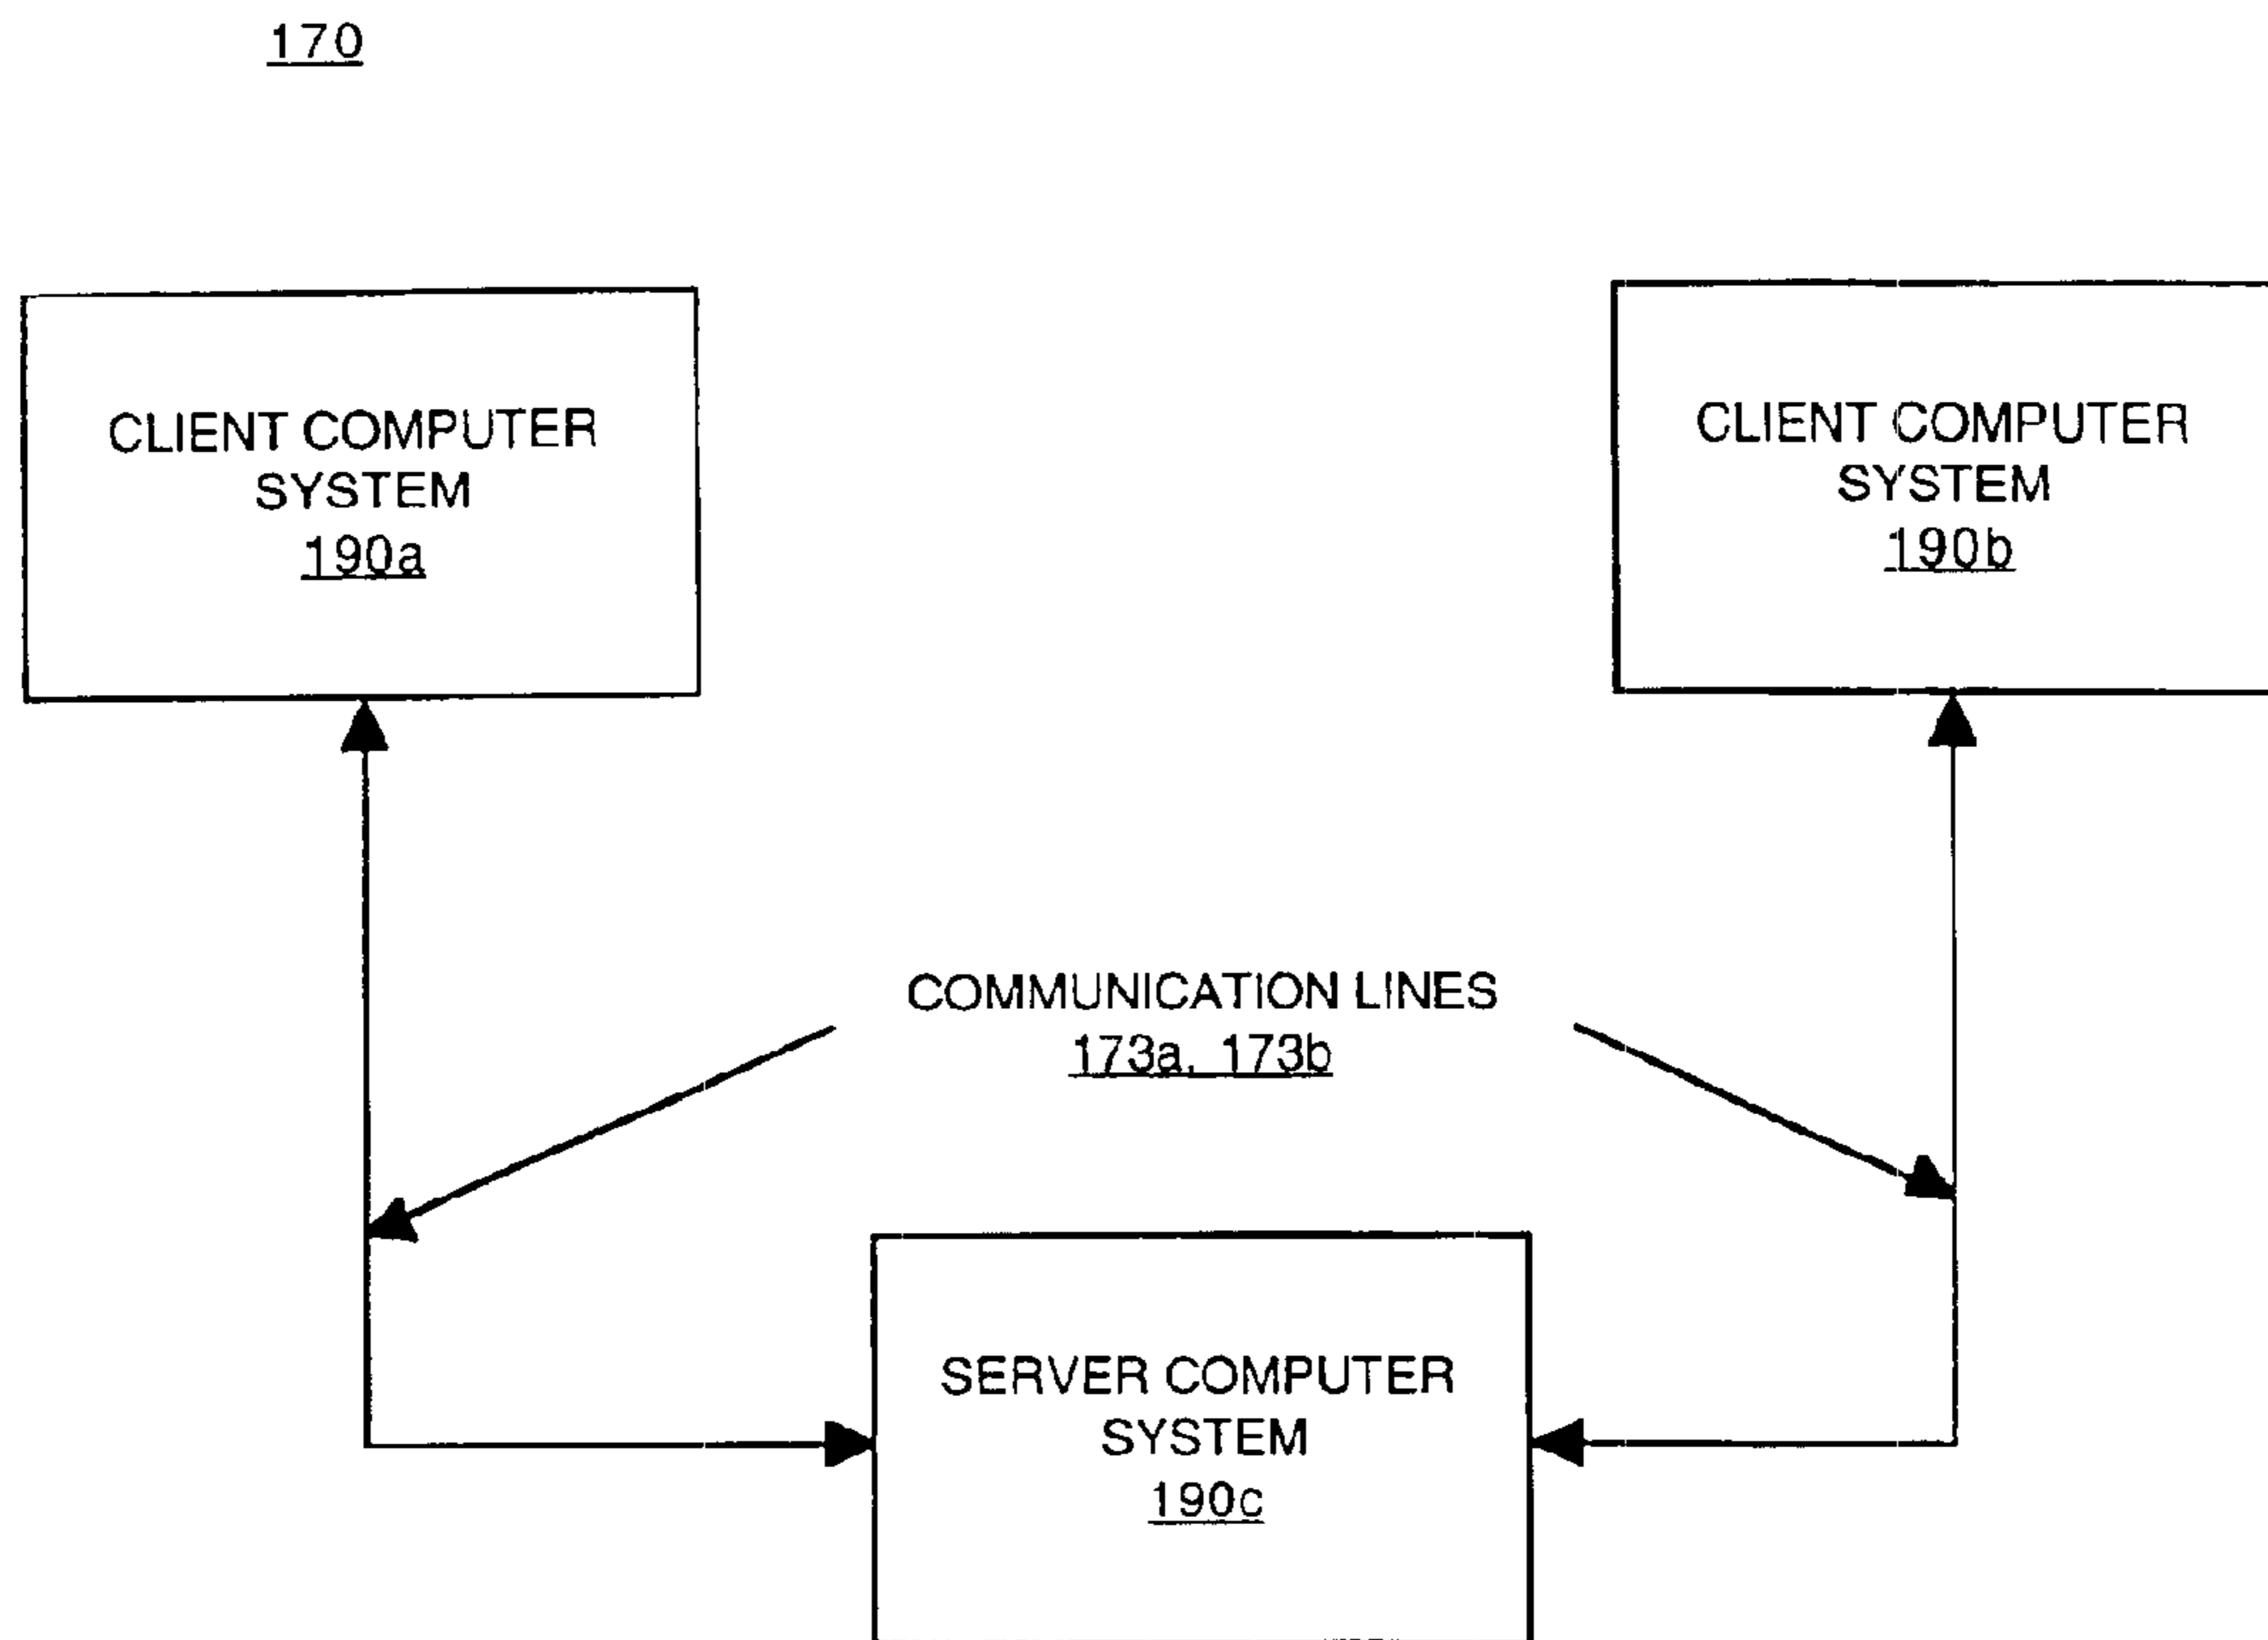 170
CLIENT COMPUTER
SYSTEM
190a
CLIENT COMPUTER
SYSTEM
190b
COMMUNICATION LINES
173a, 173b
SERVER COMPUTER
SYSTEM
190c